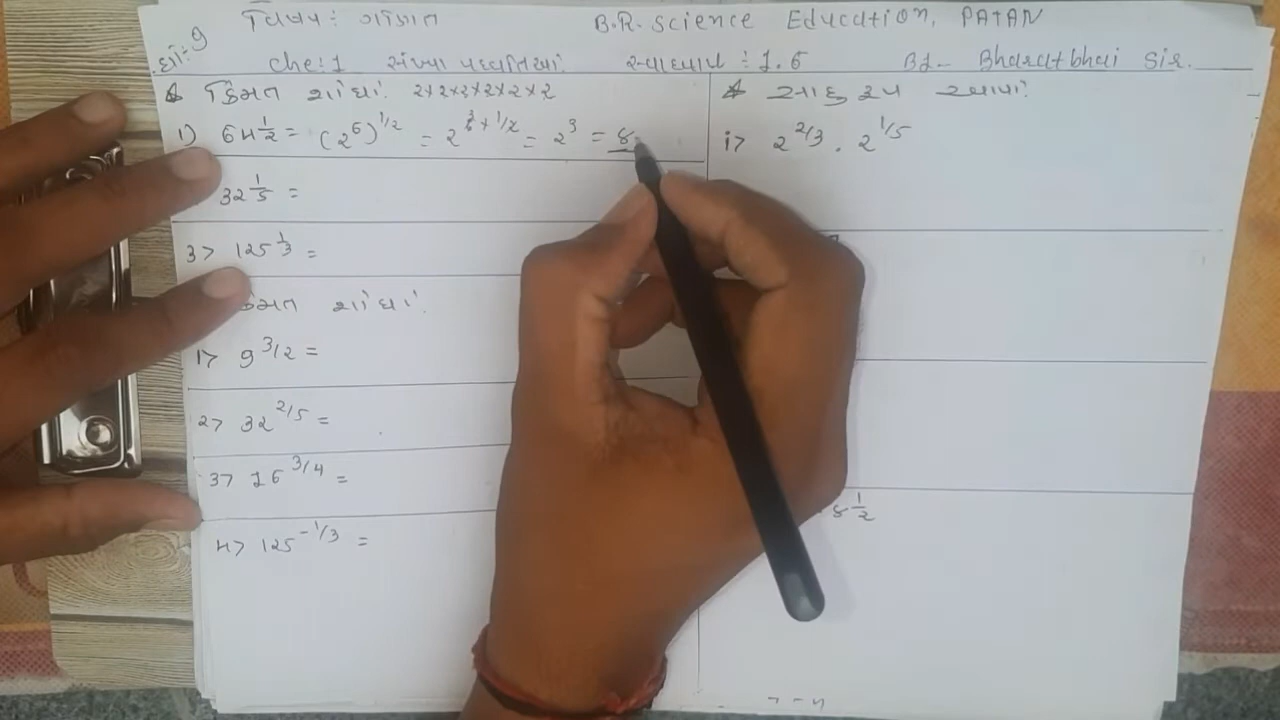 ધો:-9 વિષય : ગણિત B.R. Science Education, PATAN
Che:1 સંખ્યા પદ્ધતિઓ. સ્વાધ્યાય : 1.6 By- Bharatbhai Sir.
* કિંમત શોધો. 2×2×2×2×2×2
1) 64^1/2 = (2^6)^1/2 = 2^6×1/2 = 2^3 = 8
32^1/5 =
3> 125^1/3 =
કિંમત શોધો.
1> 9^3/2 =
2> 32^2/5 =
3> 16^3/4 =
4> 125^-1/3 =
* સાદુ રૂપ આપો.
i> 2^2/3 . 2^1/5
8^1/2